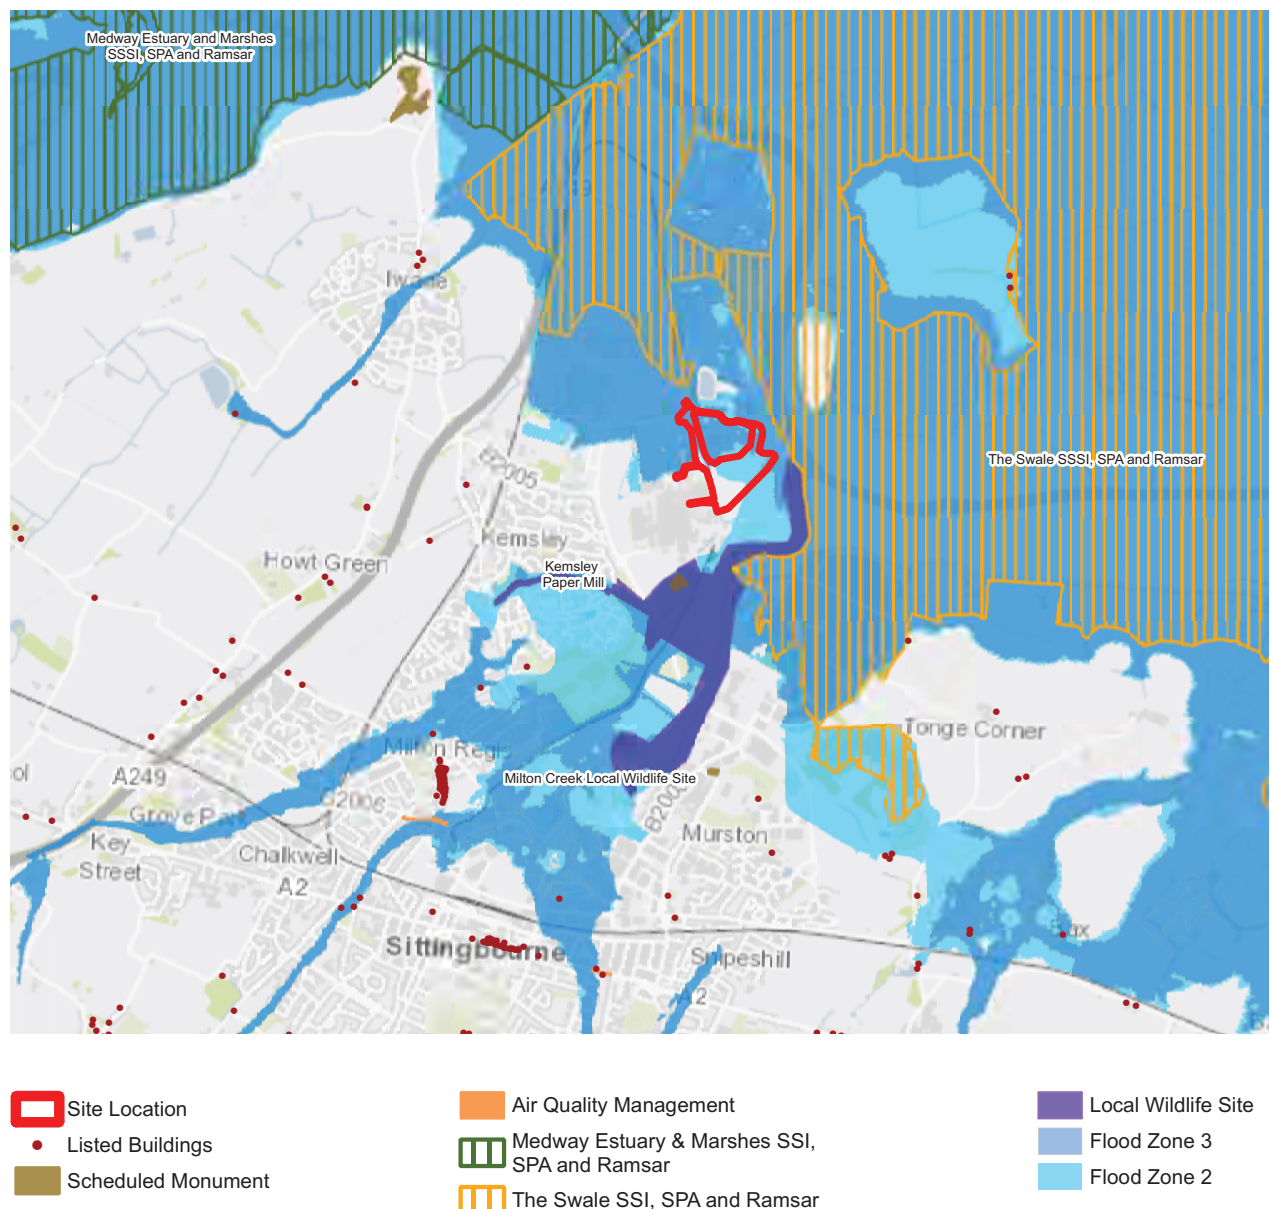 Medway Estuary and Marshes
SSSI, SPA and Ramsar
Iwade
The Swale SSSI, SPA and Ramsar
B2005
Kemsley
Howt Green
Kemsley
Paper Mill
Tonge Corner
Milton Regis
A249
Milton Creek Local Wildlife Site
B2006
Grove Park
Murston
Key
Street
Chalkwell
A2
Sittingbourne
Snipeshill
A2
Site Location
Listed Buildings
Scheduled Monument
Air Quality Management
Medway Estuary & Marshes SSI,
SPA and Ramsar
The Swale SSI, SPA and Ramsar
Local Wildlife Site
Flood Zone 3
Flood Zone 2